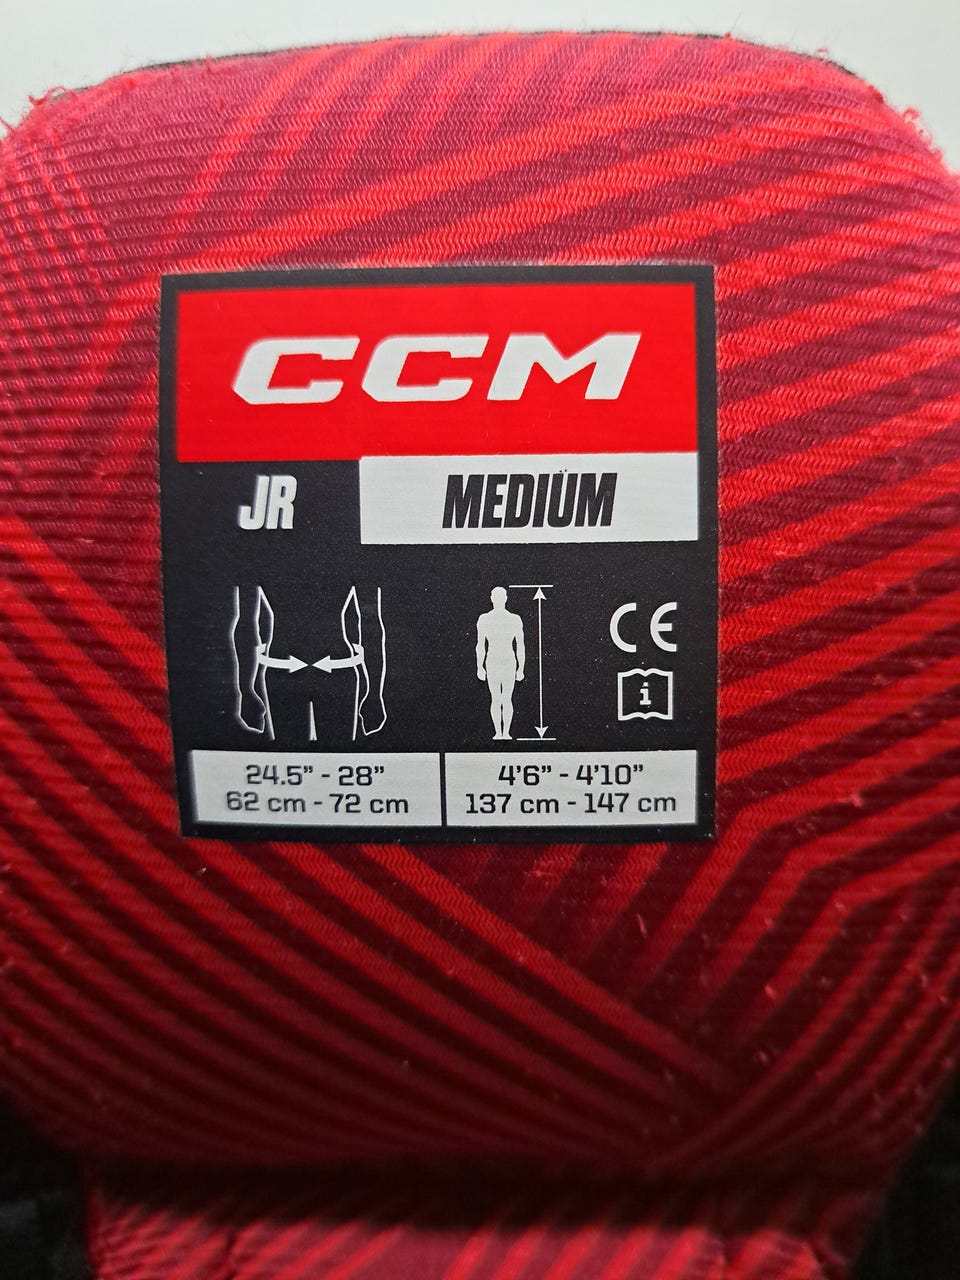 CCM
JR MEDIUM
CE
i
24.5” - 28” 4’6” - 4’10”
62 cm - 72 cm 137 cm - 147 cm